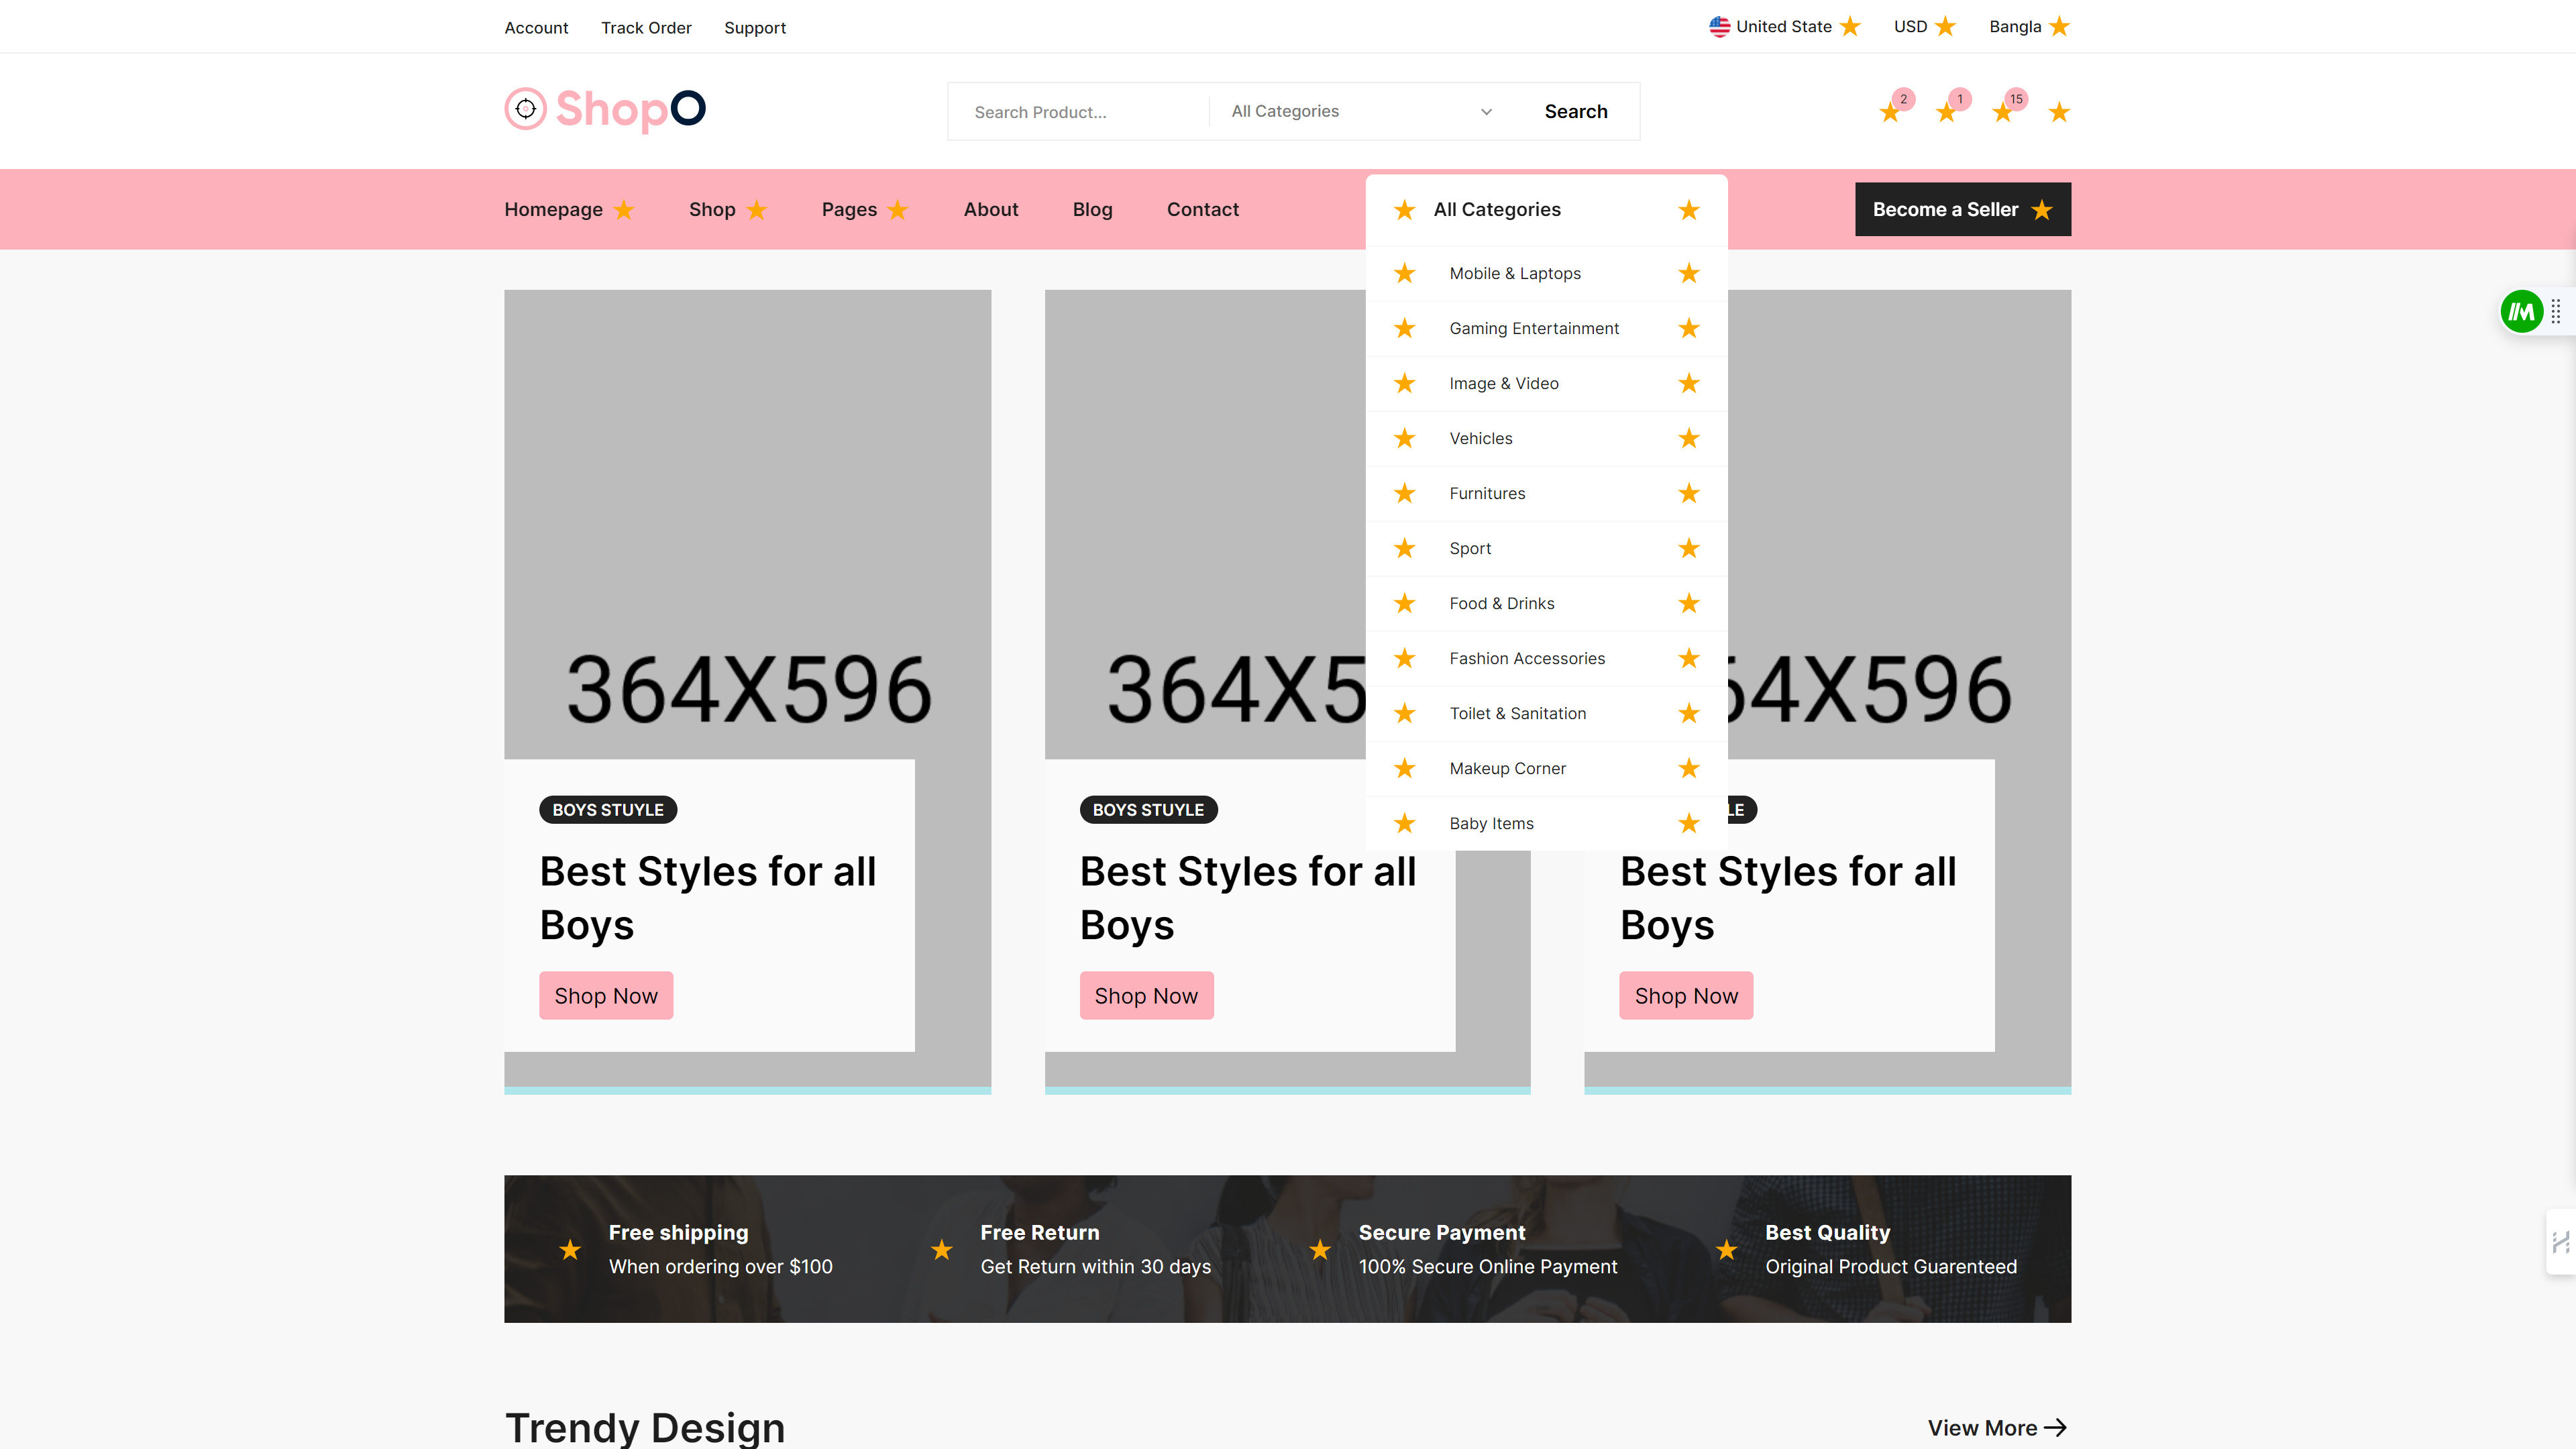 Account Track Order Support
United State USD Bangla
ShopO
Search Product... All Categories Search
2 1 15
Homepage Shop Pages About Blog Contact
All Categories
Become a Seller
Mobile & Laptops
Gaming Entertainment
Image & Video
Vehicles
Furnitures
Sport
Food & Drinks
Fashion Accessories
Toilet & Sanitation
Makeup Corner
Baby Items
364X596
364X5
64X596
BOYS STUYLE
Best Styles for all
Boys
Shop Now
BOYS STUYLE
Best Styles for all
Boys
Shop Now
LE
Best Styles for all
Boys
Shop Now
Free shipping
When ordering over $100
Free Return
Get Return within 30 days
Secure Payment
100% Secure Online Payment
Best Quality
Original Product Guarenteed
Trendy Design
View More